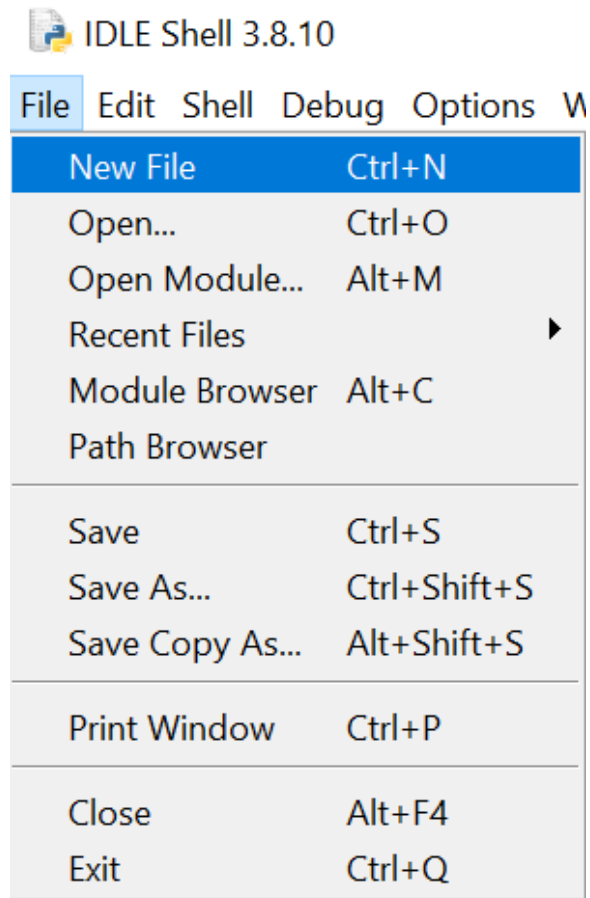 IDLE Shell 3.8.10
File Edit Shell Debug Options
New File Ctrl+N
Open... Ctrl+O
Open Module... Alt+M
Recent Files
Module Browser Alt+C
Path Browser
Save Ctrl+S
Save As... Ctrl+Shift+S
Save Copy As... Alt+Shift+S
Print Window Ctrl+P
Close Alt+F4
Exit Ctrl+Q